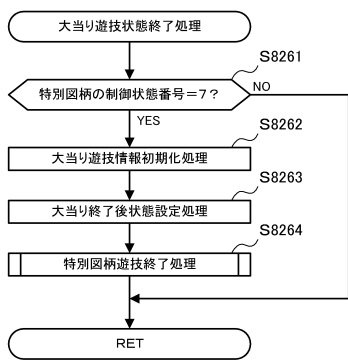 大当り遊技状態終了処理
S8261
特別図柄の制御状態番号=7?
NO
YES
S8262
大当り遊技情報初期化処理
S8263
大当り終了後状態設定処理
S8264
特別図柄遊技終了処理
RET